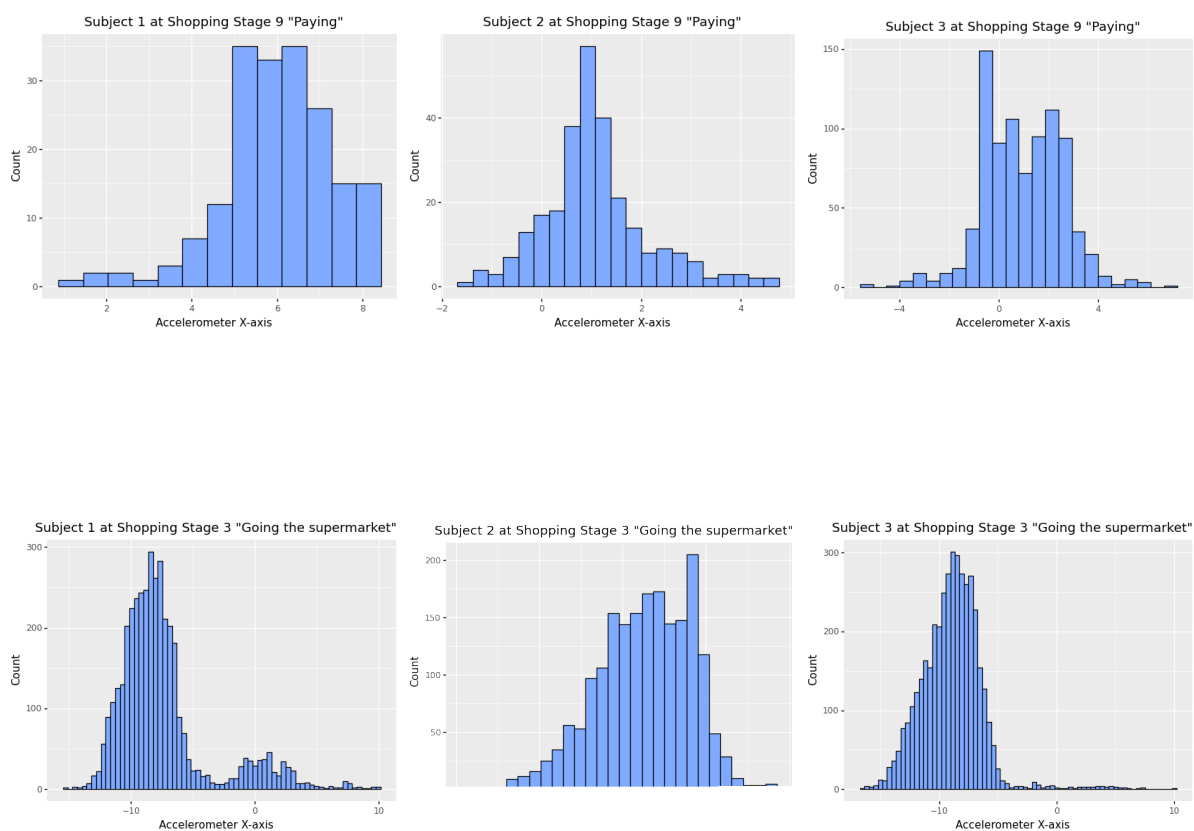 Subject 1 at Shopping Stage 9 "Paying"
30
20
10
0
Count
2 4 6 8
Accelerometer X-axis
Subject 2 at Shopping Stage 9 "Paying"
40
20
0
Count
−2 0 2 4
Accelerometer X-axis
Subject 3 at Shopping Stage 9 "Paying"
150
100
50
0
Count
−4 0 4
Accelerometer X-axis
Subject 1 at Shopping Stage 3 "Going the supermarket"
300
200
100
0
Count
−10 0 10
Accelerometer X-axis
Subject 2 at Shopping Stage 3 "Going the supermarket"
200
150
100
50
Count
Subject 3 at Shopping Stage 3 "Going the supermarket"
300
200
100
0
Count
−10 0 10
Accelerometer X-axis